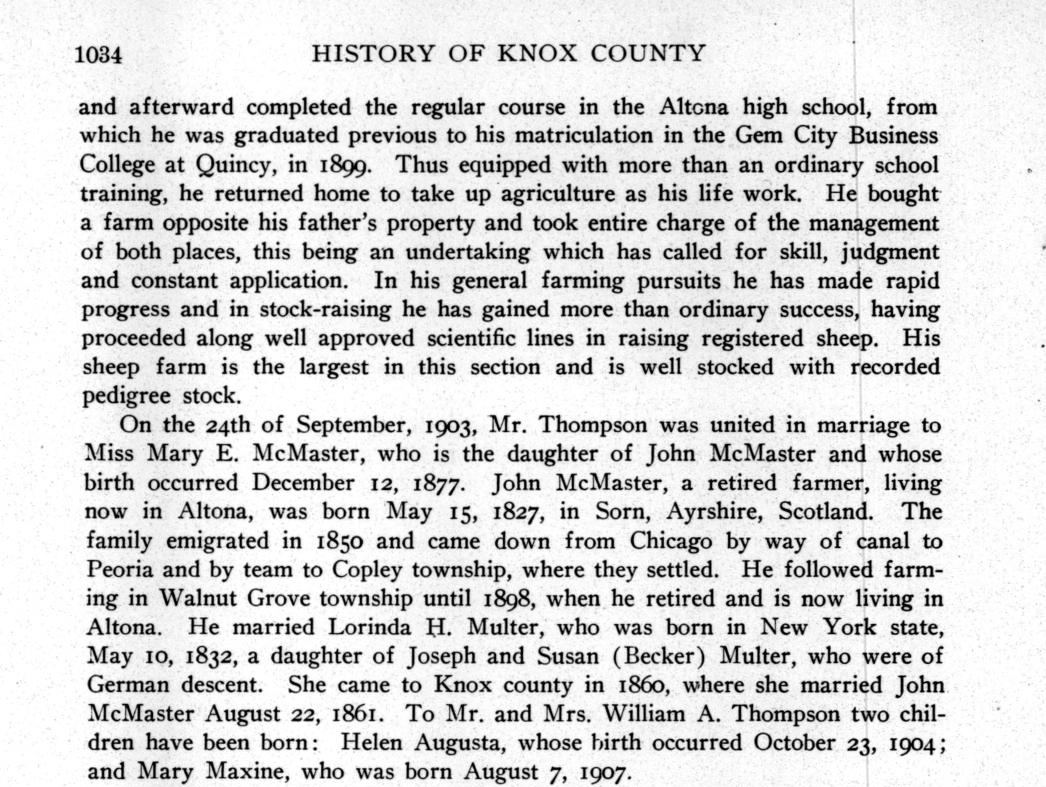 1034 HISTORY OF KNOX COUNTY
and afterward completed the regular course in the Altona high school, from
which he was graduated previous to his matriculation in the Gem City Business
College at Quincy, in 1899. Thus equipped with more than an ordinary school
training, he returned home to take up agriculture as his life work. He bought
a farm opposite his father's property and took entire charge of the management
of both places, this being an undertaking which has called for skill, judgment
and constant application. In his general farming pursuits he has made rapid
progress and in stock-raising he has gained more than ordinary success, having
proceeded along well approved scientific lines in raising registered sheep. His
sheep farm is the largest in this section and is well stocked with recorded
pedigree stock.
On the 24th of September, 1903, Mr. Thompson was united in marriage to
Miss Mary E. McMaster, who is the daughter of John McMaster and whose
birth occurred December 12, 1877. John McMaster, a retired farmer, living
now in Altona, was born May 15, 1827, in Sorn, Ayrshire, Scotland. The
family emigrated in 1850 and came down from Chicago by way of canal to
Peoria and by team to Copley township, where they settled. He followed farm-
ing in Walnut Grove township until 1898, when he retired and is now living in
Altona. He married Lorinda H. Multer, who was born in New York state,
May 10, 1832, a daughter of Joseph and Susan (Becker) Multer, who were of
German descent. She came to Knox county in 1860, where she married John
McMaster August 22, 1861. To Mr. and Mrs. William A. Thompson two chil-
dren have been born: Helen Augusta, whose birth occurred October 23, 1904;
and Mary Maxine, who was born August 7, 1907.